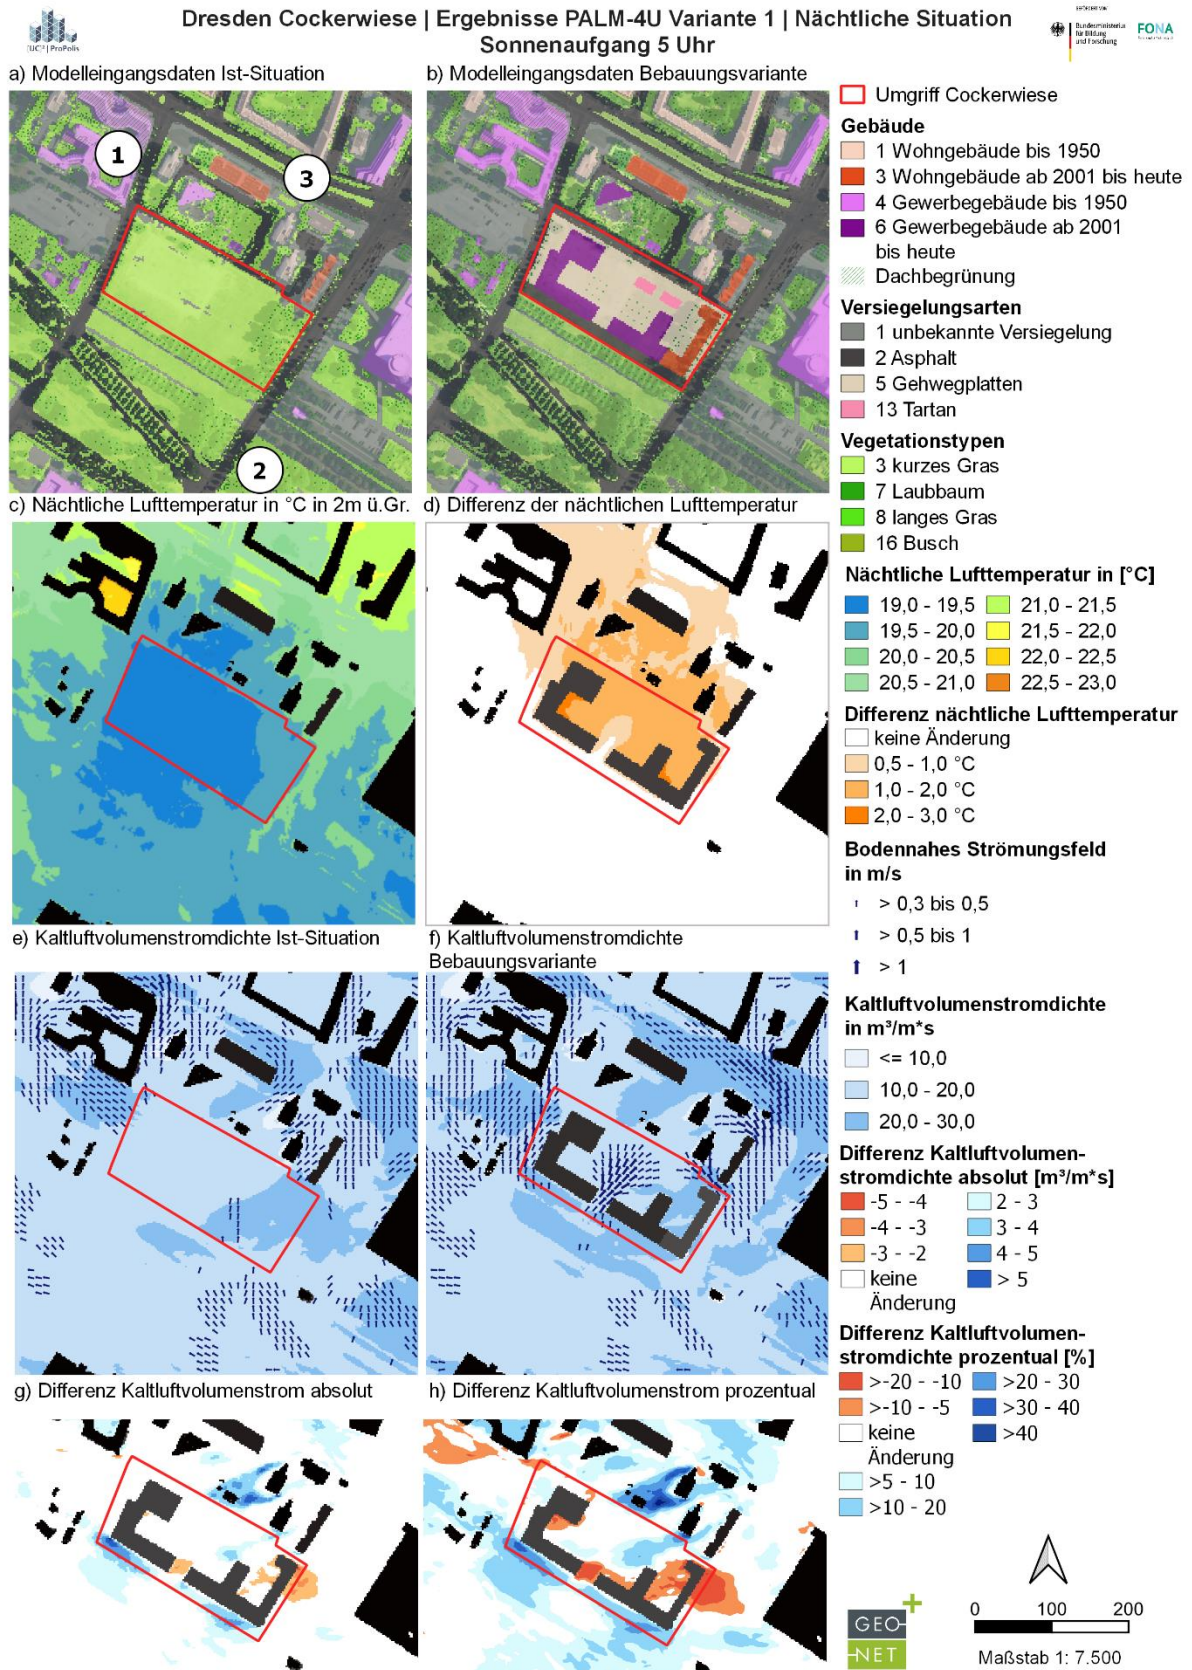 Dresden Cockerwiese | Ergebnisse PALM-4U Variante 1 | Nächtliche Situation
Sonnenaufgang 5 Uhr
Bundesministerium
für Bildung
und Forschung
FONA
[UC]² | ProPolis
a) Modelleingangsdaten Ist-Situation
b) Modelleingangsdaten Bebauungsvariante
1
3
2
Umgriff Cockerwiese
Gebäude
1 Wohngebäude bis 1950
3 Wohngebäude ab 2001 bis heute
4 Gewerbegebäude bis 1950
6 Gewerbegebäude ab 2001
bis heute
Dachbegrünung
Versiegelungsarten
1 unbekannte Versiegelung
2 Asphalt
5 Gehwegplatten
13 Tartan
Vegetationstypen
3 kurzes Gras
7 Laubbaum
8 langes Gras
16 Busch
c) Nächtliche Lufttemperatur in °C in 2m ü.Gr.
d) Differenz der nächtlichen Lufttemperatur
Nächtliche Lufttemperatur in [°C]
19,0 - 19,5
21,0 - 21,5
19,5 - 20,0
21,5 - 22,0
20,0 - 20,5
22,0 - 22,5
20,5 - 21,0
22,5 - 23,0
Differenz nächtliche Lufttemperatur
keine Änderung
0,5 - 1,0 °C
1,0 - 2,0 °C
2,0 - 3,0 °C
Bodennahes Strömungsfeld
in m/s
> 0,3 bis 0,5
> 0,5 bis 1
> 1
e) Kaltluftvolumenstromdichte Ist-Situation
f) Kaltluftvolumenstromdichte
Bebauungsvariante
Kaltluftvolumenstromdichte
in m³/m*s
<= 10,0
10,0 - 20,0
20,0 - 30,0
Differenz Kaltluftvolumen-
stromdichte absolut [m³/m*s]
-5 - -4
2 - 3
-4 - -3
3 - 4
-3 - -2
4 - 5
keine
Änderung
> 5
Differenz Kaltluftvolumen-
stromdichte prozentual [%]
>-20 - -10
>20 - 30
>-10 - -5
>30 - 40
keine
Änderung
>40
>5 - 10
>10 - 20
g) Differenz Kaltluftvolumenstrom absolut
h) Differenz Kaltluftvolumenstrom prozentual
GEO
NET
0 100 200
Maßstab 1: 7.500